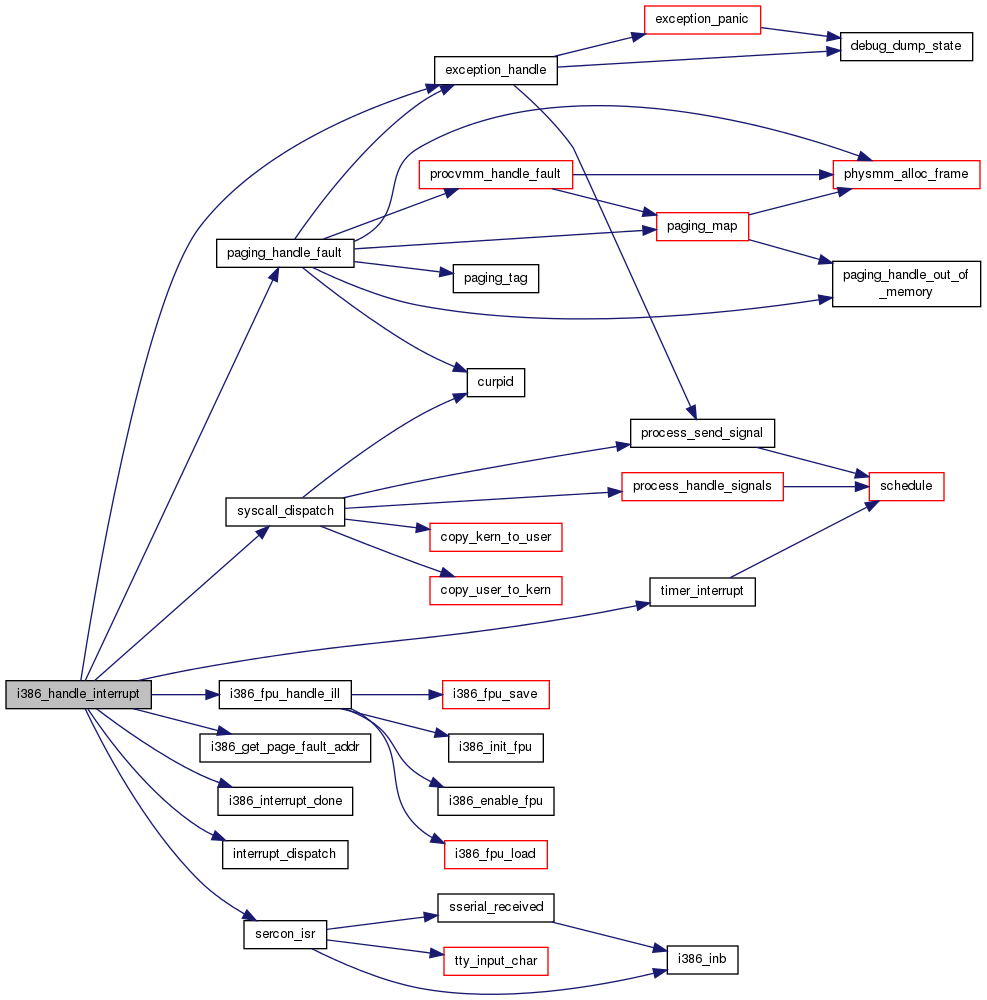 exception_panic
debug_dump_state
exception_handle
procvmm_handle_fault
physmm_alloc_frame
paging_map
paging_handle_fault
paging_tag
paging_handle_out_of
_memory
curpid
process_send_signal
process_handle_signals
schedule
syscall_dispatch
copy_kern_to_user
copy_user_to_kern
timer_interrupt
i386_handle_interrupt
i386_fpu_handle_ill
i386_fpu_save
i386_get_page_fault_addr
i386_init_fpu
i386_interrupt_done
i386_enable_fpu
interrupt_dispatch
i386_fpu_load
sserial_received
sercon_isr
tty_input_char
i386_inb